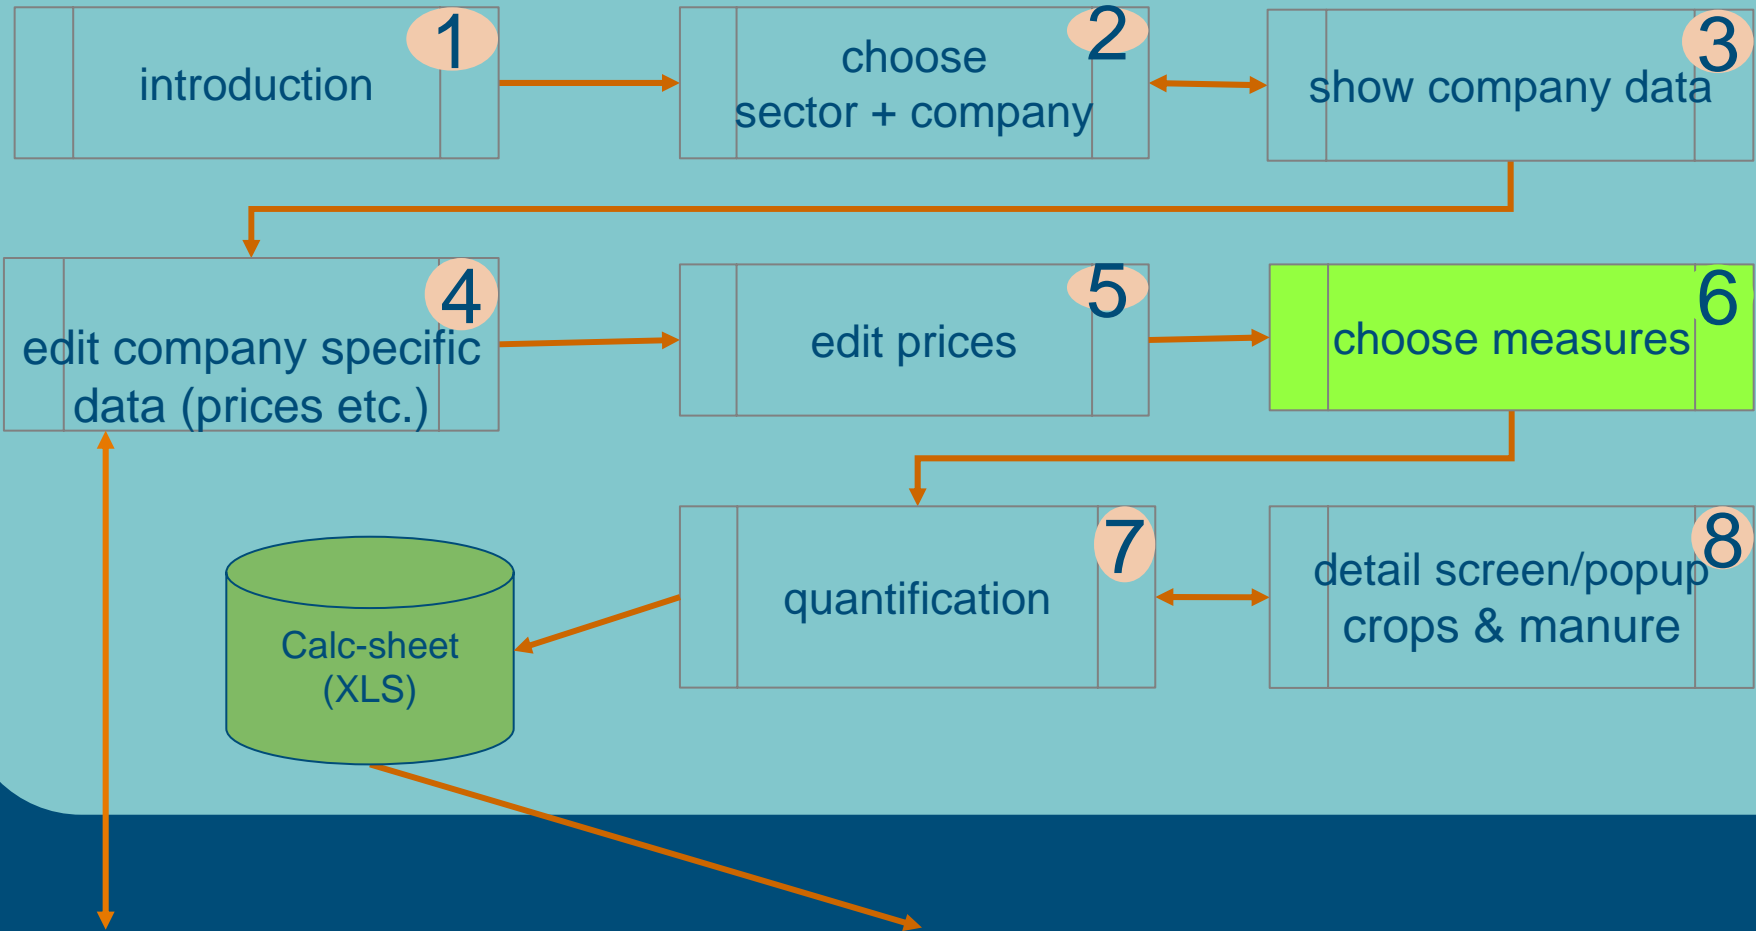 1
introduction
2
choose
sector + company
3
show company data
4
edit company specific
data (prices etc.)
5
edit prices
6
choose measures
7
quantification
8
detail screen/popup
crops & manure
Calc-sheet
(XLS)